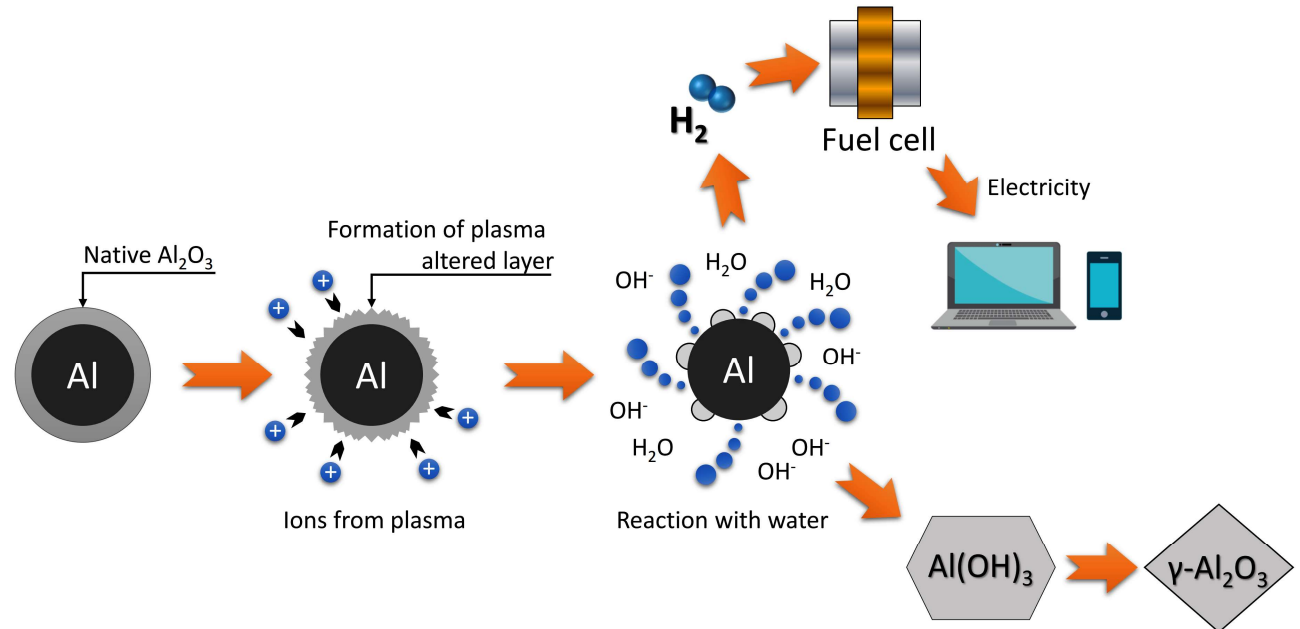 Native Al₂O₃
Al
Formation of plasma
altered layer
+
+
Al
+
+
+
+
+
Ions from plasma
OH⁻
H₂O
H₂O
OH⁻
Al
OH⁻
H₂O
OH⁻
OH⁻
Reaction with water
H₂
Fuel cell
Electricity
Al(OH)₃
γ-Al₂O₃